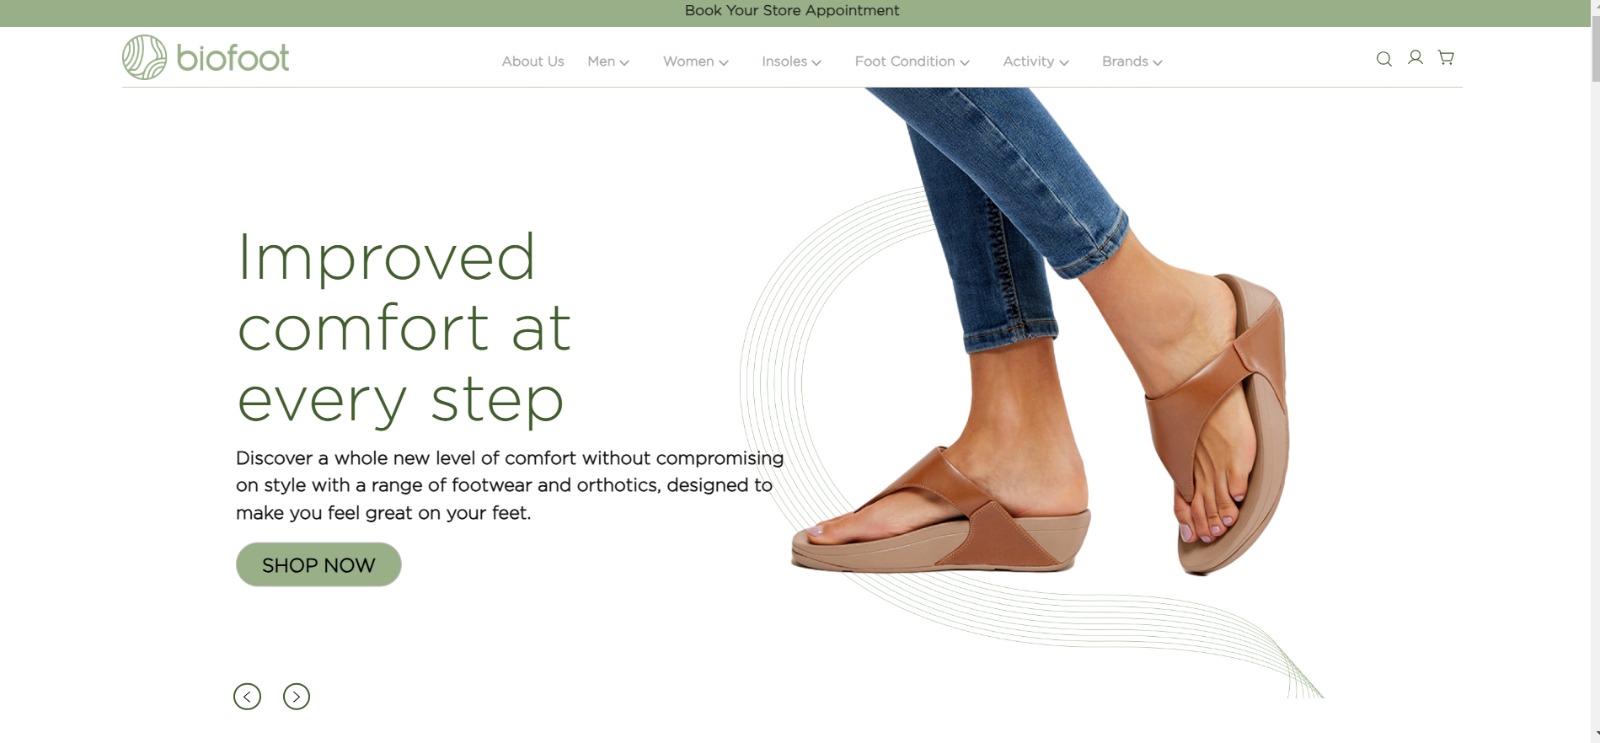 Book Your Store Appointment
biofoot
About Us Men Women Insoles Foot Condition Activity Brands
Improved
comfort at
every step
Discover a whole new level of comfort without compromising
on style with a range of footwear and orthotics, designed to
make you feel great on your feet.
SHOP NOW